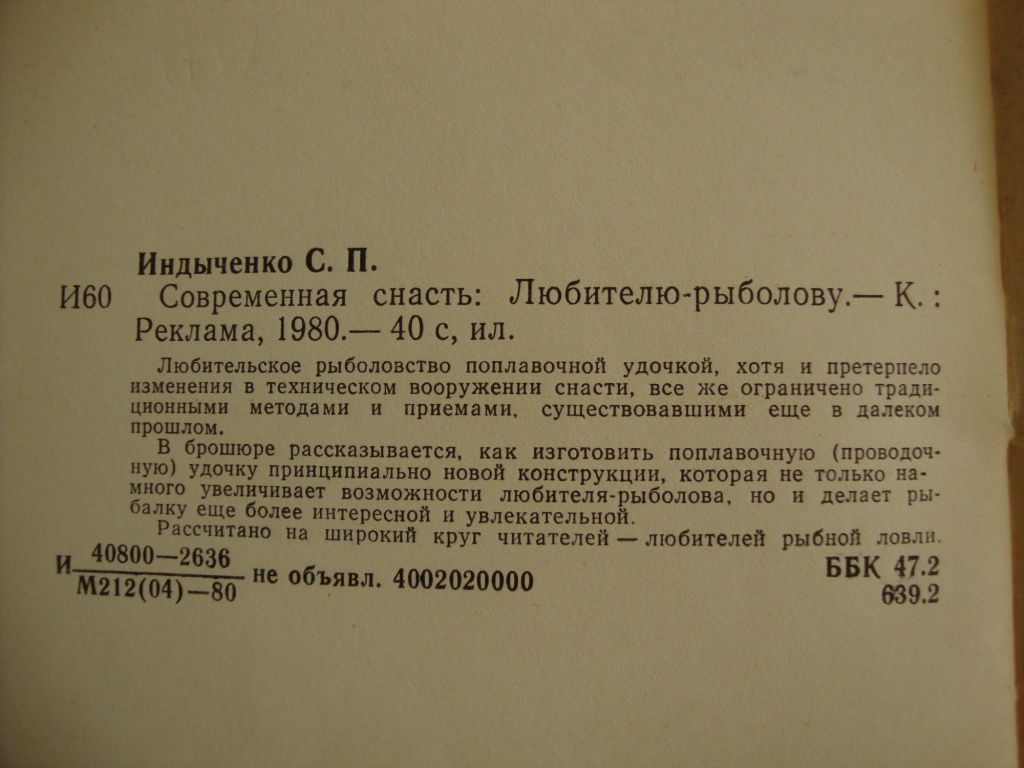 Индыченко С. П.
И60 Современная снасть: Любителю-рыболову.— К. :
Реклама, 1980.— 40 с, ил.
Любительское рыболовство поплавочной удочкой, хотя и претерпело
изменения в техническом вооружении снасти, все же ограничено тради-
ционными методами и приемами, существовавшими еще в далеком
прошлом.
В брошюре рассказывается, как изготовить поплавочную (проводоч-
ную) удочку принципиально новой конструкции, которая не только на-
много увеличивает возможности любителя-рыболова, но и делает ры-
балку еще более интересной и увлекательной.
Рассчитано на широкий круг читателей — любителей рыбной ловли.
И 40800—2636
М212(04)—80 не объявл. 4002020000
ББК 47.2
639.2